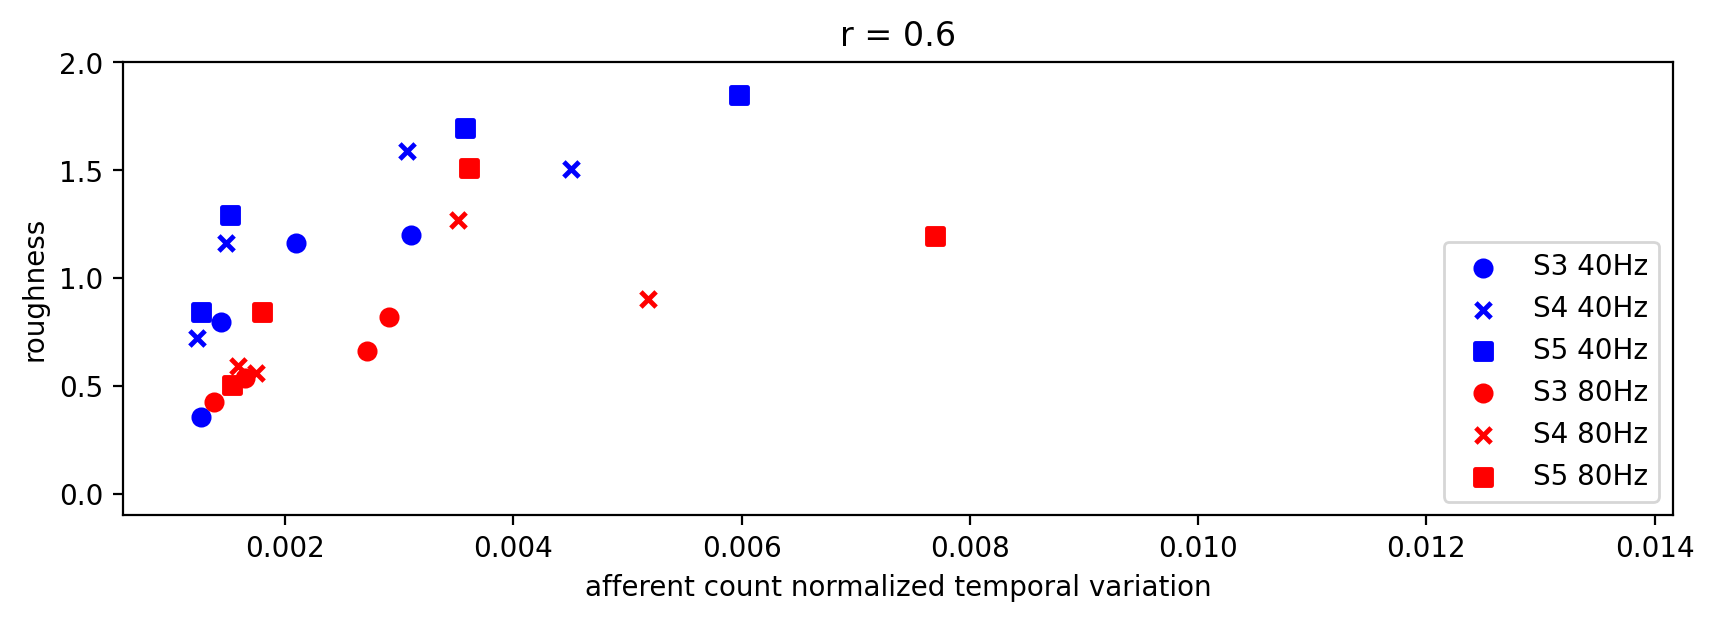 r = 0.6
2.0
1.5
1.0
0.5
0.0
roughness
S3 40Hz
S4 40Hz
S5 40Hz
S3 80Hz
S4 80Hz
S5 80Hz
0.002 0.004 0.006 0.008 0.010 0.012 0.014
afferent count normalized temporal variation